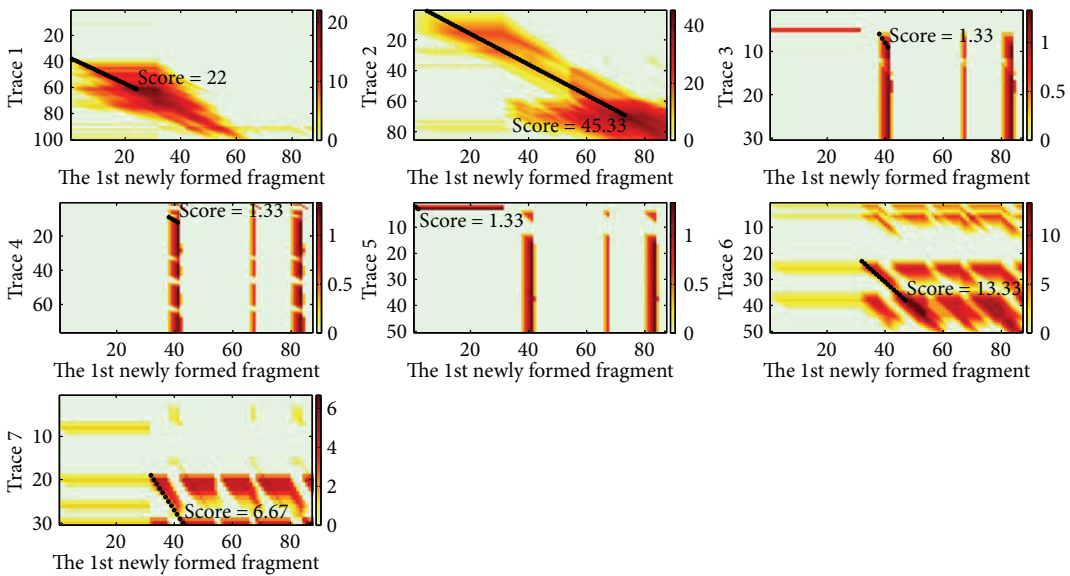 Trace 1
20
40
60
80
100
Score = 22
20
10
0
20 40 60 80
The 1st newly formed fragment
Trace 2
20
40
60
80
Score = 45.33
40
20
0
20 40 60 80
The 1st newly formed fragment
Trace 3
10
20
30
Score = 1.33
1
0.5
0
20 40 60 80
The 1st newly formed fragment
Trace 4
20
40
60
Score = 1.33
1
0.5
0
20 40 60 80
The 1st newly formed fragment
Trace 5
10
20
30
40
50
Score = 1.33
1
0.5
0
20 40 60 80
The 1st newly formed fragment
Trace 6
10
20
30
40
50
Score = 13.33
10
5
0
20 40 60 80
The 1st newly formed fragment
Trace 7
10
20
30
Score = 6.67
6
4
2
0
20 40 60 80
The 1st newly formed fragment